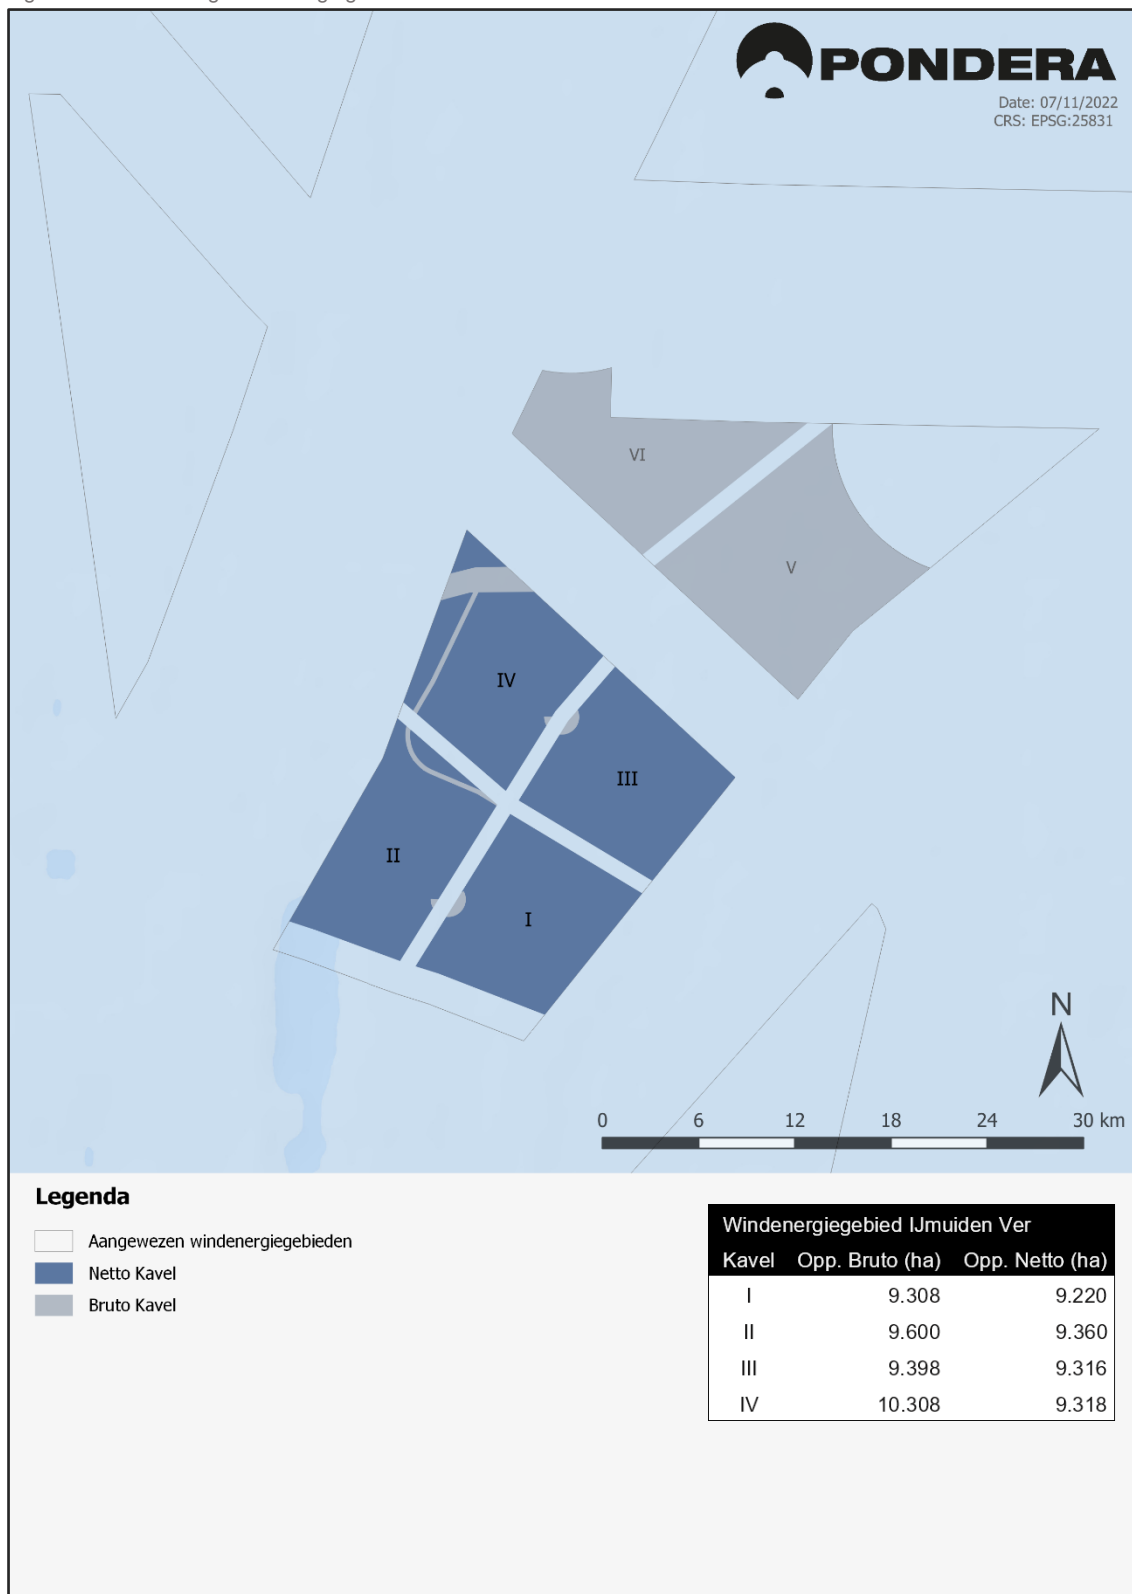 PONDERA
Date: 07/11/2022
CRS: EPSG:25831
VI
V
IV
III
II
I
N
0 6 12 18 24 30 km
Legenda
Aangewezen windenergiegebieden
Netto Kavel
Bruto Kavel
Windenergiegebied IJmuiden Ver
Kavel Opp. Bruto (ha) Opp. Netto (ha)
I 9.308 9.220
II 9.600 9.360
III 9.398 9.316
IV 10.308 9.318